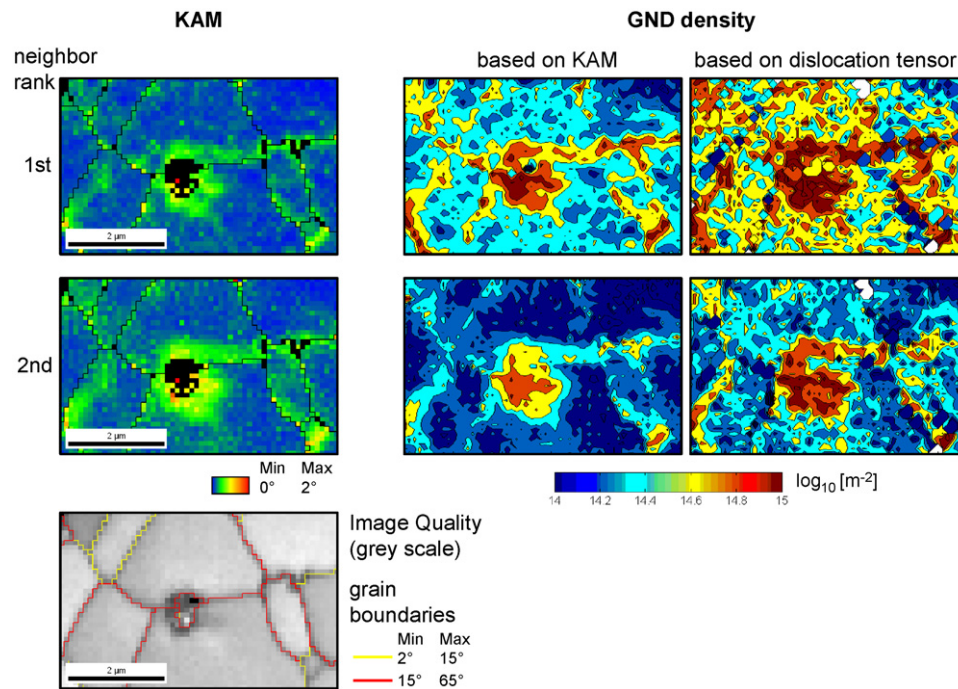 KAM
GND density
neighbor
rank
based on KAM
based on dislocation tensor
1st
2 µm
2nd
2 µm
Min Max
0° 2°
14 14.2 14.4 14.6 14.8 15
log₁₀ [m⁻²]
Image Quality
(grey scale)
grain
boundaries
Min Max
2° 15°
15° 65°
2 µm